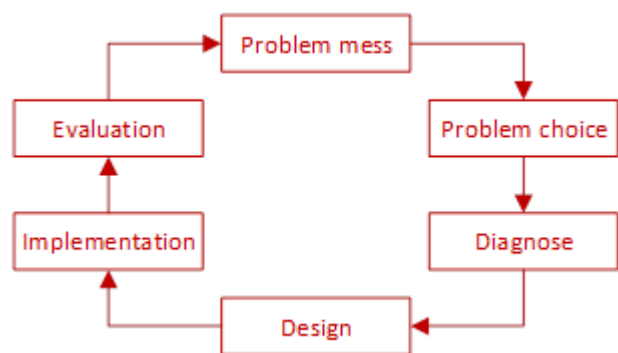 Problem mess
Evaluation
Problem choice
Implementation
Diagnose
Design